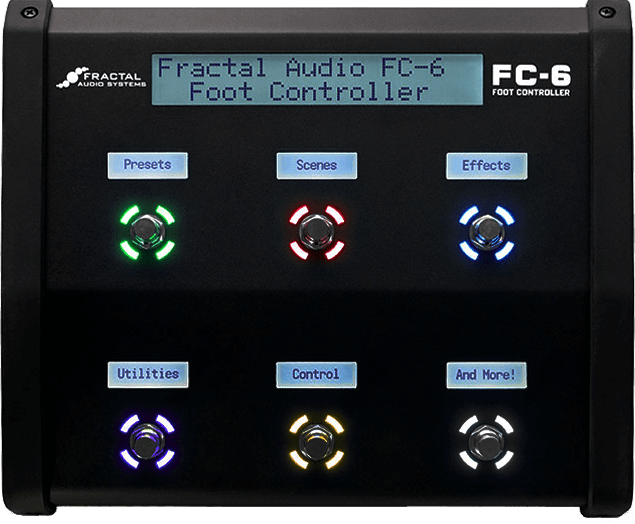 FRACTAL
AUDIO SYSTEMS
Fractal Audio FC-6
Foot Controller
FC-6
FOOT CONTROLLER
Presets
Scenes
Effects
Utilities
Control
And More!